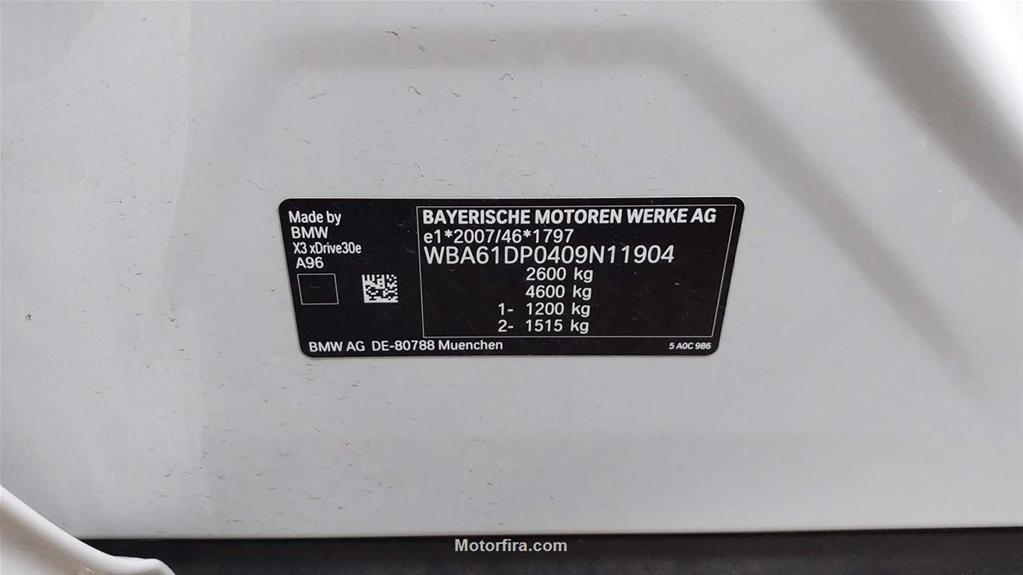 Made by
BMW
X3 xDrive30e
A96
BAYERISCHE MOTOREN WERKE AG
e1*2007/46*1797
WBA61DP0409N11904
2600 kg
4600 kg
1- 1200 kg
2- 1515 kg
BMW AG DE-80788 Muenchen
5 A0C 986
Motorfira.com